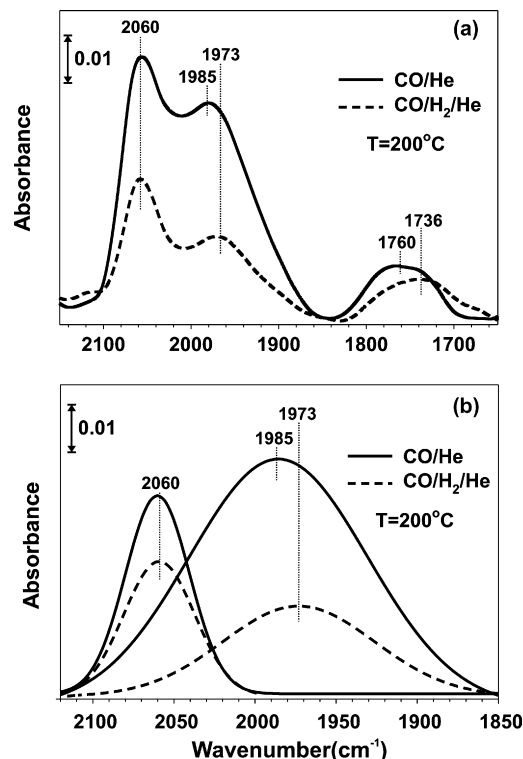 2060
1973
(a)
0.01
1985
CO/He
CO/H2/He
T=200°C
Absorbance
1736
1760
2100 2000 1900 1800 1700
(b)
0.01
1973
1985
CO/He
2060
CO/H2/He
T=200°C
Absorbance
2100 2050 2000 1950 1900 1850
Wavenumber(cm-1)